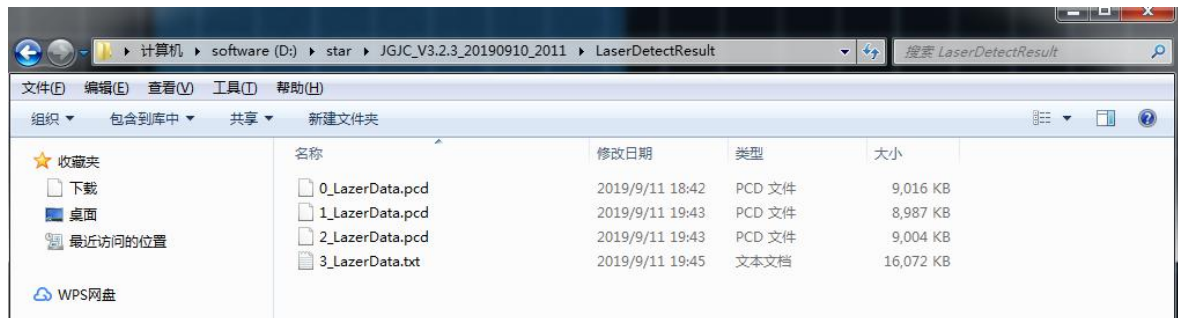 计算机 software (D:) star JGJC_V3.2.3_20190910_2011 LaserDetectResult 搜索 LaserDetectResult
文件(F) 编辑(E) 查看(V) 工具(T) 帮助(H)
组织 包含到库中 共享 新建文件夹
收藏夹
下载
桌面
最近访问的位置
WPS网盘
名称 修改日期 类型 大小
0_LazerData.pcd 2019/9/11 18:42 PCD 文件 9,016 KB
1_LazerData.pcd 2019/9/11 19:43 PCD 文件 8,987 KB
2_LazerData.pcd 2019/9/11 19:43 PCD 文件 9,004 KB
3_LazerData.txt 2019/9/11 19:45 文本文档 16,072 KB